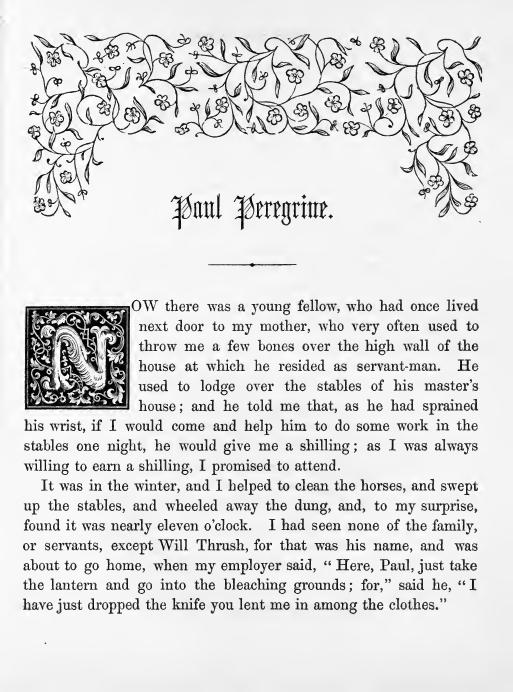 Paul Peregrine.
NOW there was a young fellow, who had once lived
next door to my mother, who very often used to
throw me a few bones over the high wall of the
house at which he resided as servant-man. He
used to lodge over the stables of his master's
house; and he told me that, as he had sprained
his wrist, if I would come and help him to do some work in the
stables one night, he would give me a shilling; as I was always
willing to earn a shilling, I promised to attend.
It was in the winter, and I helped to clean the horses, and swept
up the stables, and wheeled away the dung, and, to my surprise,
found it was nearly eleven o'clock. I had seen none of the family,
or servants, except Will Thrush, for that was his name, and was
about to go home, when my employer said, “ Here, Paul, just take
the lantern and go into the bleaching grounds; for,” said he, “ I
have just dropped the knife you lent me in among the clothes.”